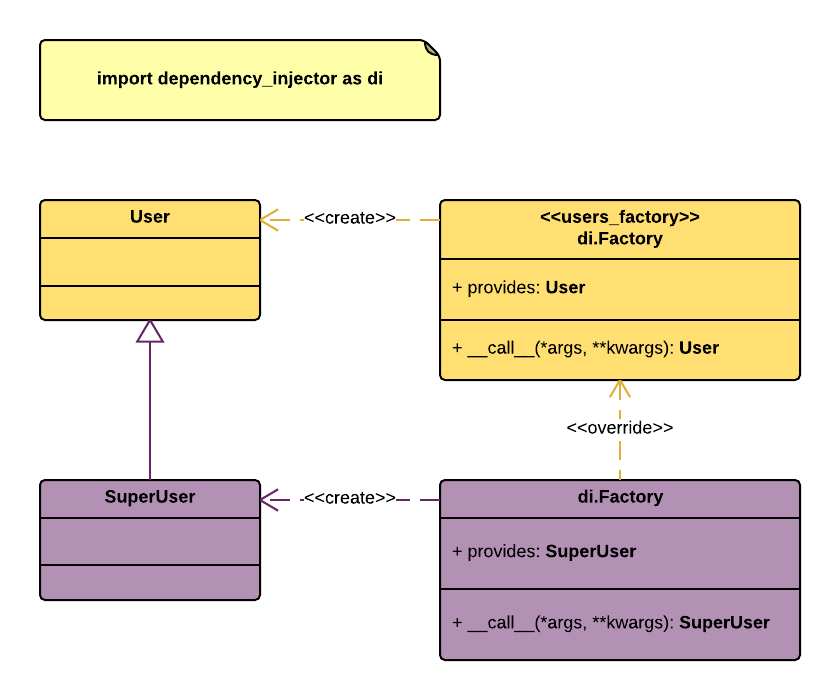 import dependency_injector as di
User
<<create>>
<<users_factory>>
di.Factory
+ provides: User
+ __call__(*args, **kwargs): User
<<override>>
SuperUser
<<create>>
di.Factory
+ provides: SuperUser
+ __call__(*args, **kwargs): SuperUser